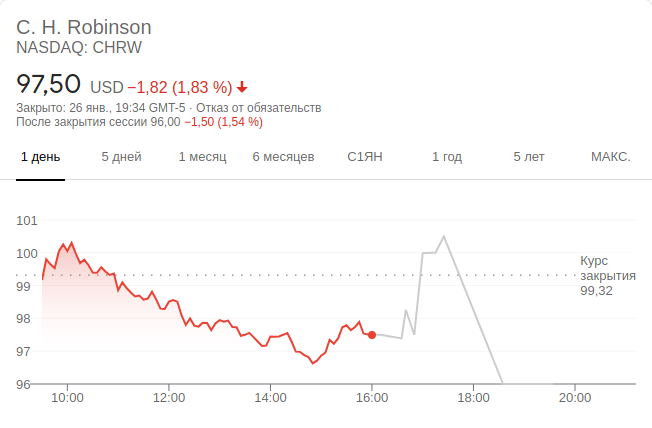 C. H. Robinson
NASDAQ: CHRW
97,50 USD −1,82 (1,83 %)
Закрыто: 26 янв., 19:34 GMT-5 · Отказ от обязательств
После закрытия сессии 96,00 −1,50 (1,54 %)
1 день 5 дней 1 месяц 6 месяцев С1ЯН 1 год 5 лет МАКС.
101
100
99
98
97
96
Курс
закрытия
99,32
10:00 12:00 14:00 16:00 18:00 20:00